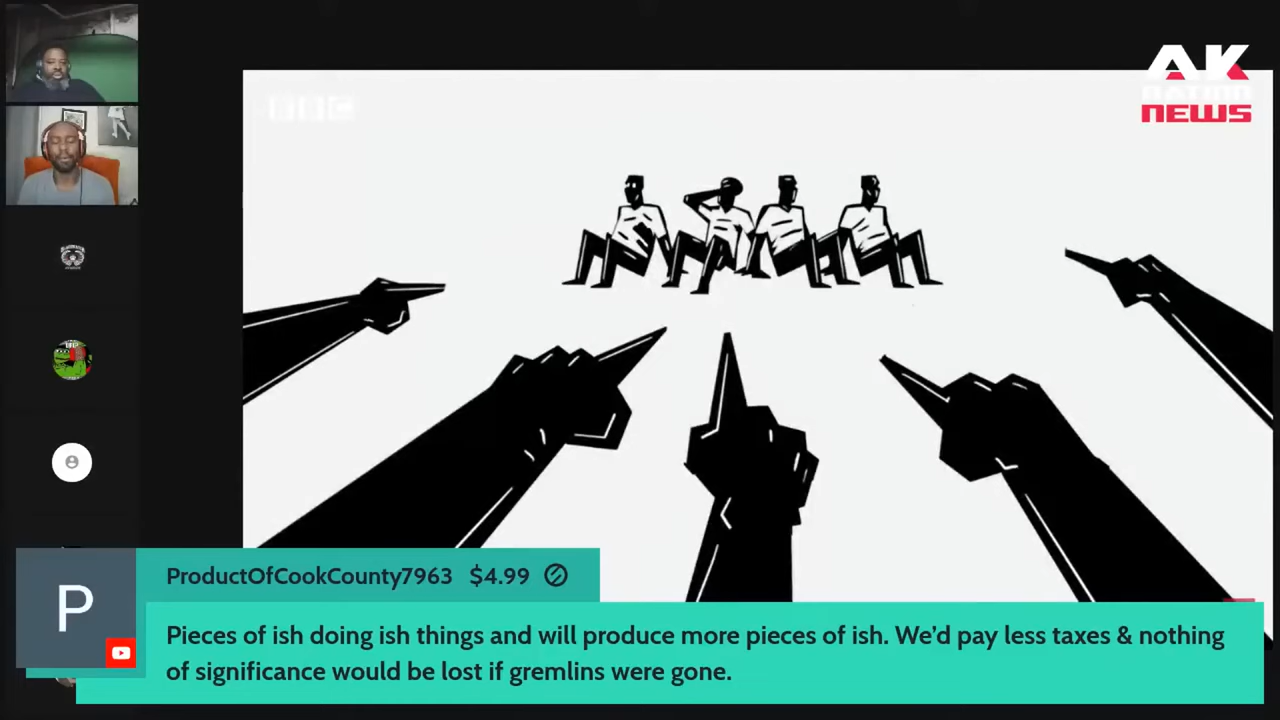 BBC
AK
NATION
NEWS
P
ProductOfCookCounty7963 $4.99
Pieces of ish doing ish things and will produce more pieces of ish. We’d pay less taxes & nothing
of significance would be lost if gremlins were gone.